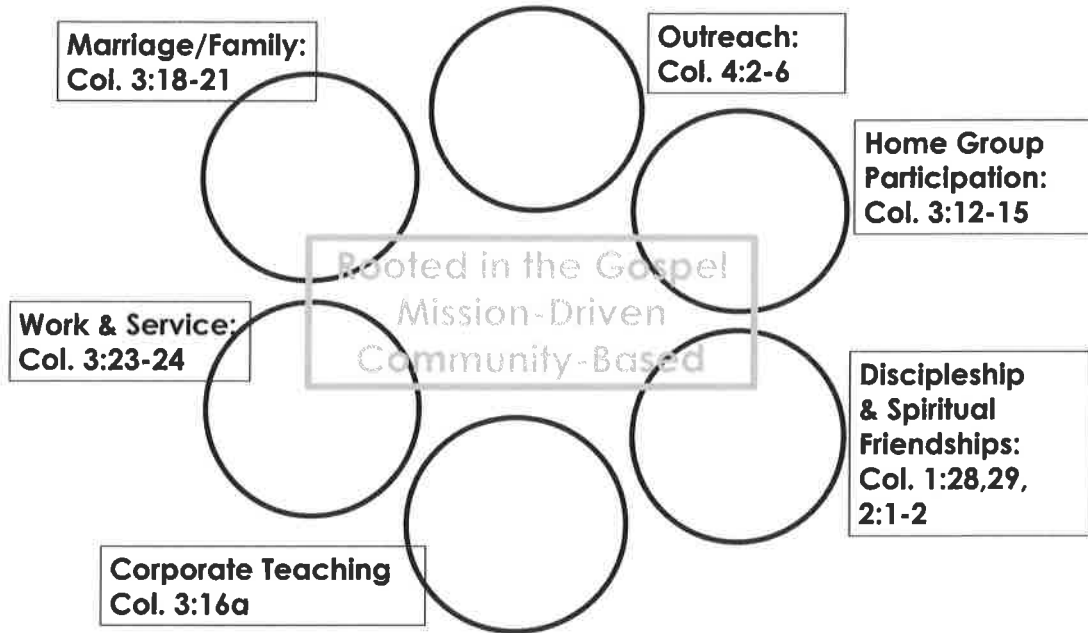 Marriage/Family:
Col. 3:18-21
Outreach:
Col. 4:2-6
Home Group
Participation:
Col. 3:12-15
Rooted in the Gospel
Mission-Driven
Community-Based
Work & Service:
Col. 3:23-24
Discipleship
& Spiritual
Friendships:
Col. 1:28,29,
2:1-2
Corporate Teaching
Col. 3:16a